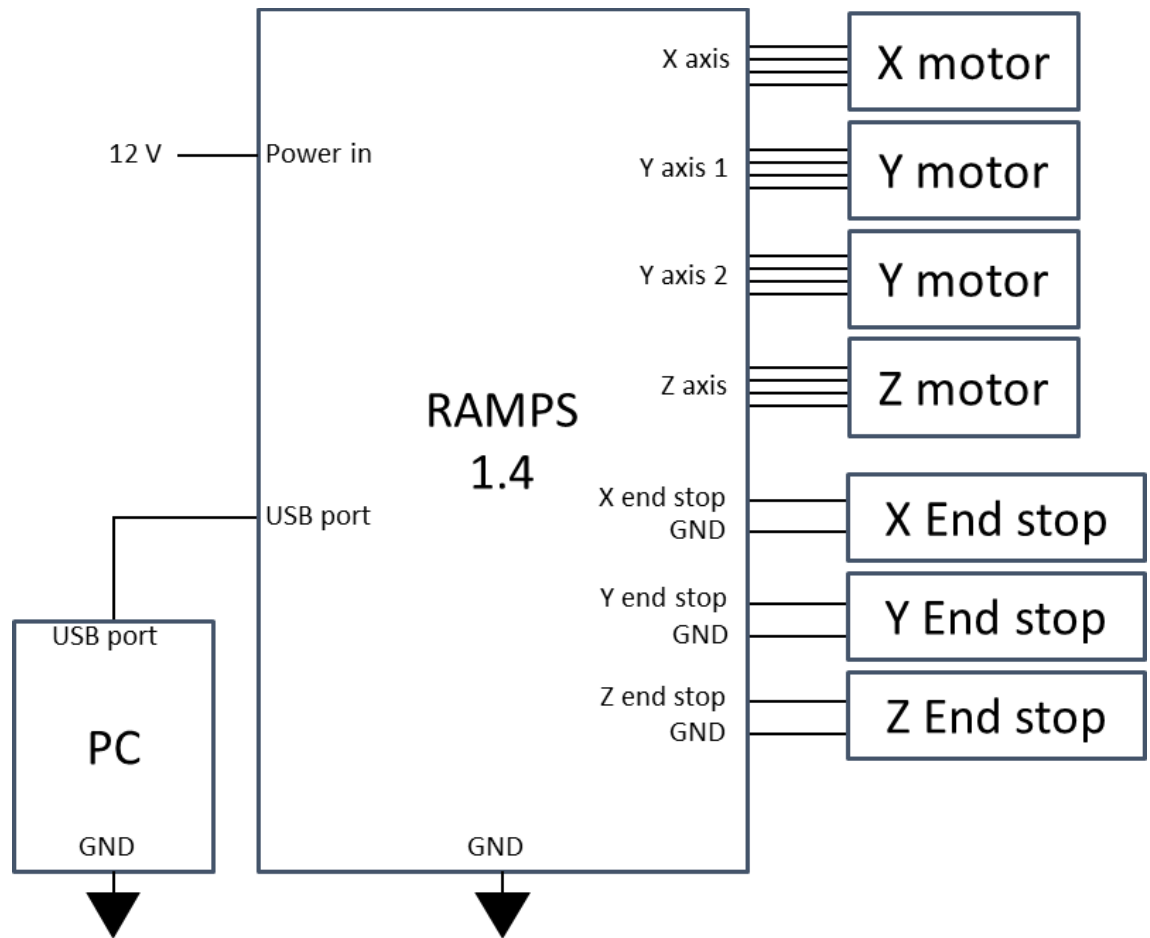 X axis
X motor
12 V
Power in
Y axis 1
Y motor
Y axis 2
Y motor
Z axis
Z motor
RAMPS
1.4
X end stop
GND
X End stop
USB port
Y end stop
GND
Y End stop
USB port
Z end stop
GND
Z End stop
PC
GND
GND